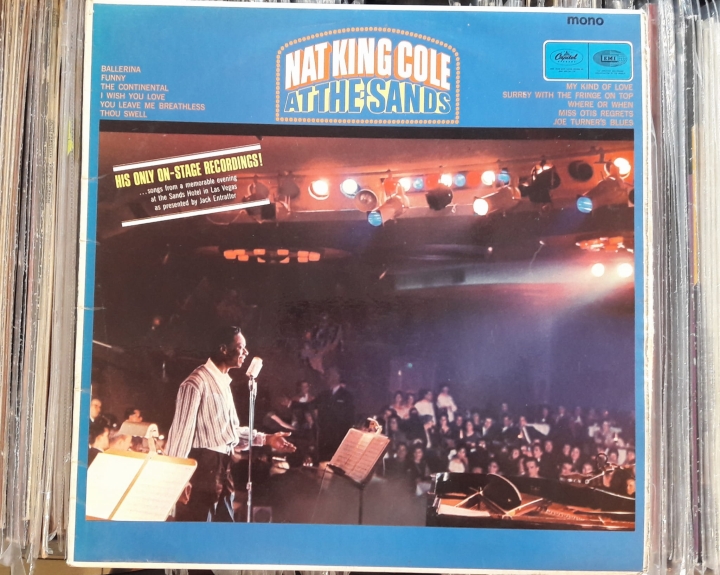 mono
NAT KING COLE
AT THE SANDS
Capitol
EMI
BALLERINA
FUNNY
THE CONTINENTAL
I WISH YOU LOVE
YOU LEAVE ME BREATHLESS
THOU SWELL
MY KIND OF LOVE
SURREY WITH THE FRINGE ON TOP
WHERE OR WHEN
MISS OTIS REGRETS
JOE TURNER'S BLUES
HIS ONLY ON-STAGE RECORDINGS!
...songs from a memorable evening
at the Sands Hotel in Las Vegas
as presented by Jack Entratter